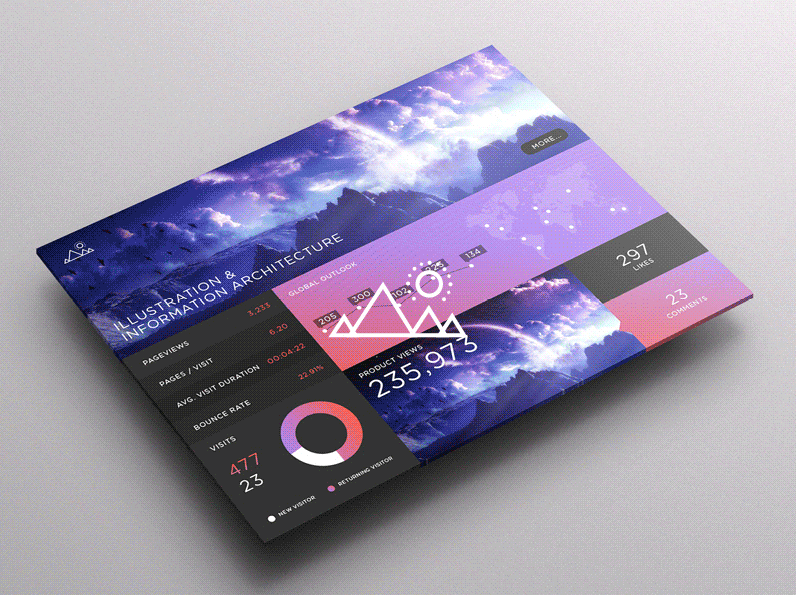 MORE...
ILLUSTRATION &
INFORMATION ARCHITECTURE
PAGEVIEWS 3,233
PAGES / VISIT 6.20
AVG. VISIT DURATION 00:04:22
BOUNCE RATE 22.91%
VISITS
477
23
NEW VISITOR
RETURNING VISITOR
GLOBAL OUTLOOK
205
300
102
134
PRODUCT VIEWS
235,973
297
LIKES
23
COMMENTS